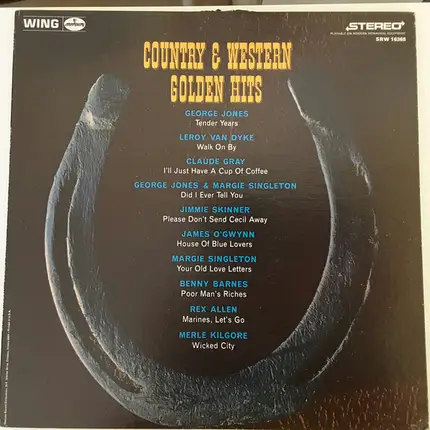 WING
STEREO
SRW 16368
COUNTRY & WESTERN
GOLDEN HITS
GEORGE JONES
Tender Years
LEROY VAN DYKE
Walk On By
CLAUDE GRAY
I'll Just Have A Cup Of Coffee
GEORGE JONES & MARGIE SINGLETON
Did I Ever Tell You
JIMMIE SKINNER
Please Don't Send Cecil Away
JAMES O'GWYNN
House Of Blue Lovers
MARGIE SINGLETON
Your Old Love Letters
BENNY BARNES
Poor Man's Riches
REX ALLEN
Marines, Let's Go
MERLE KILGORE
Wicked City